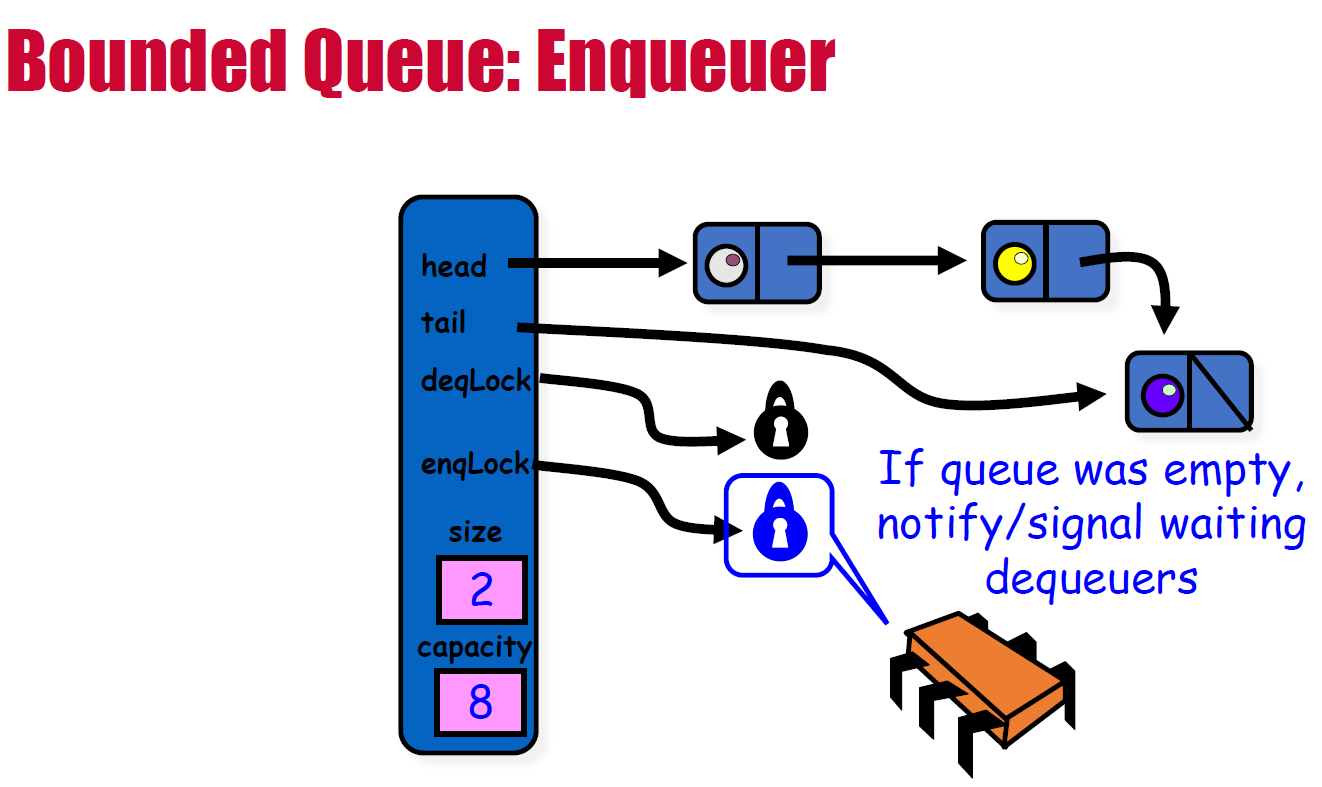 Bounded Queue: Enqueuer
head
tail
deqLock
enqLock
size
2
capacity
8
If queue was empty,
notify/signal waiting
dequeuers